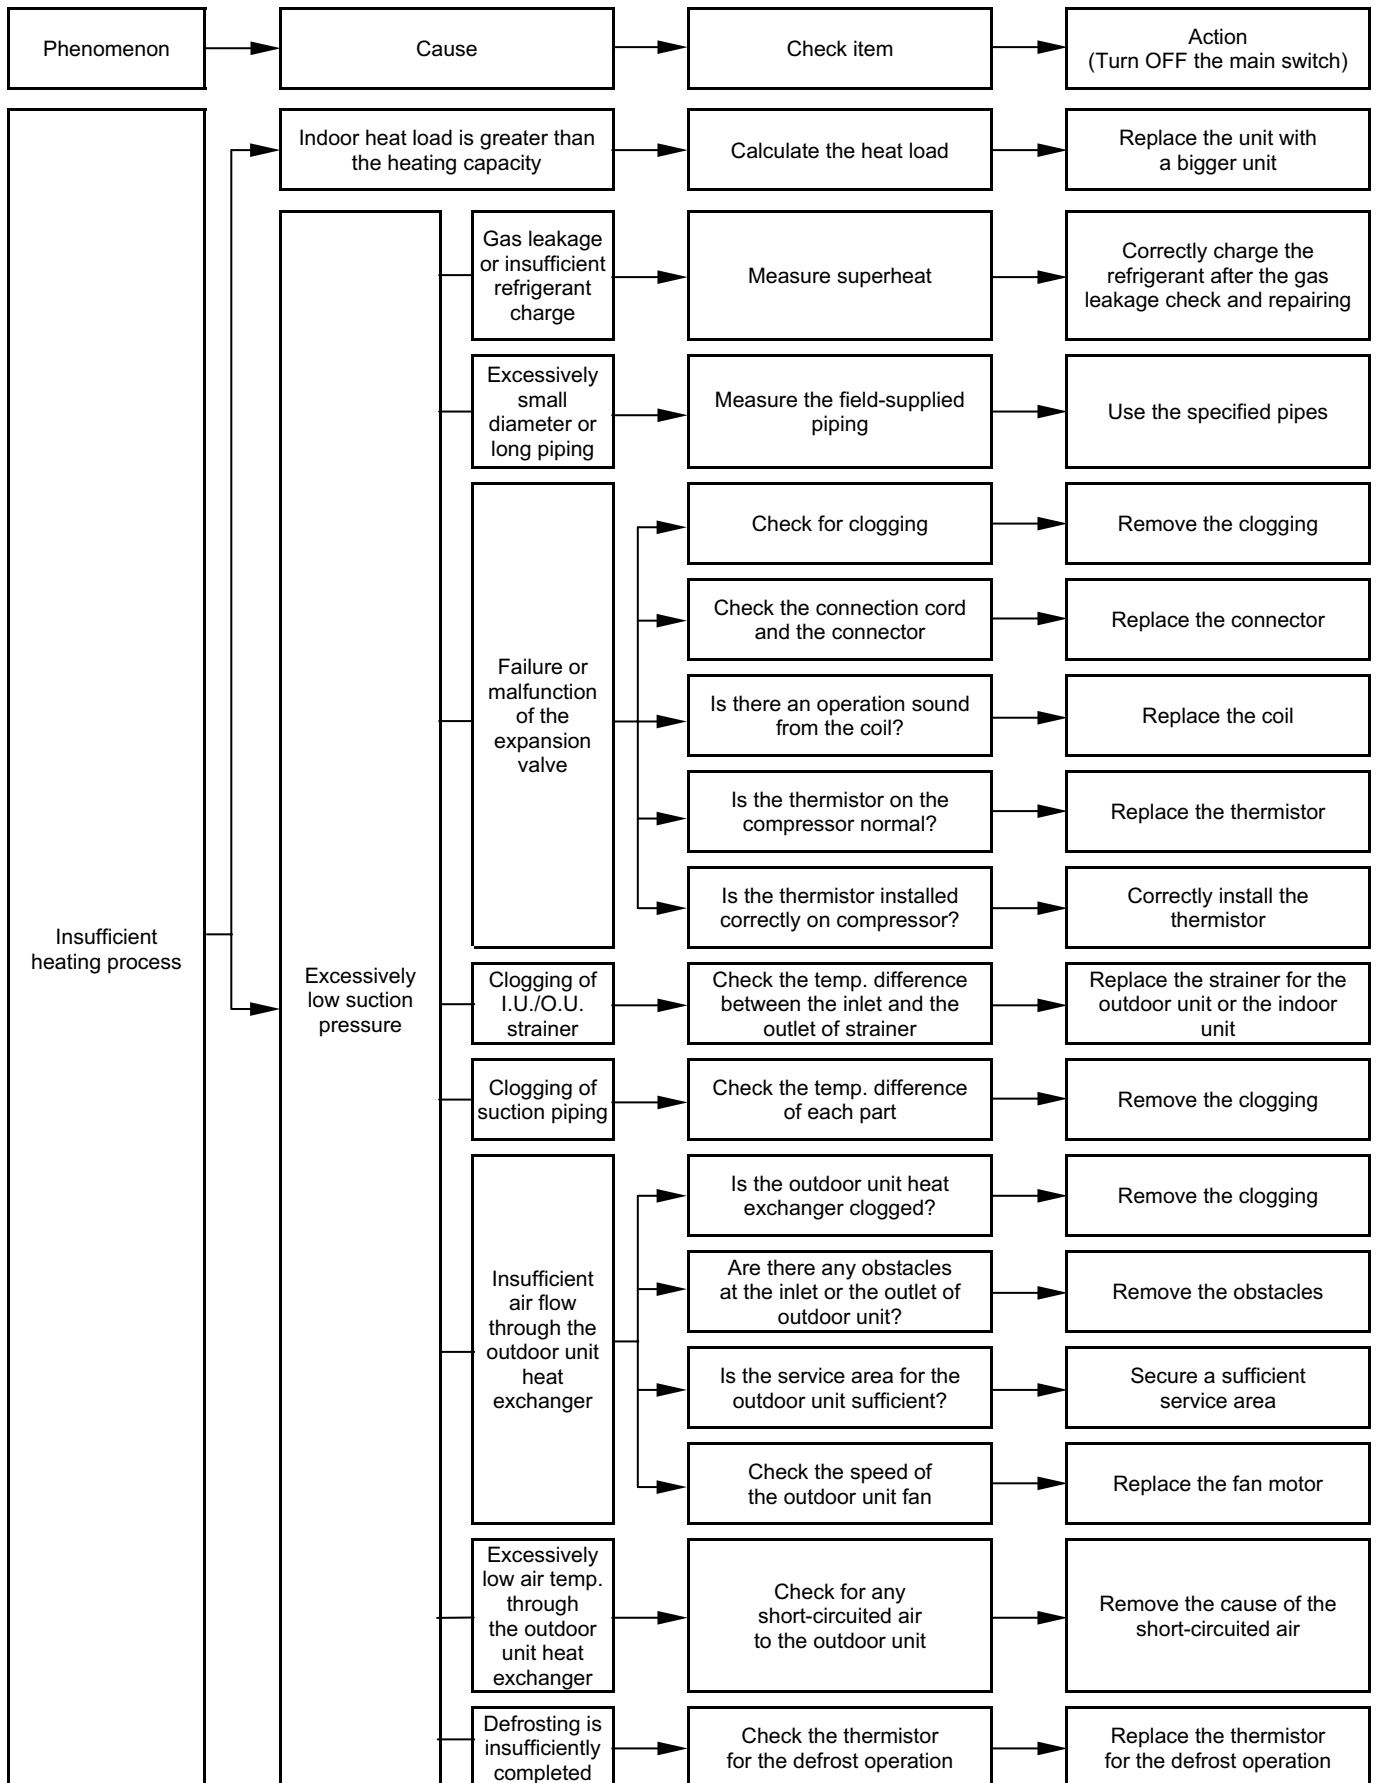 Phenomenon
Cause
Check item
Action
(Turn OFF the main switch)
Insufficient
heating process
Indoor heat load is greater than
the heating capacity
Calculate the heat load
Replace the unit with
a bigger unit
Excessively
low suction
pressure
Gas leakage
or insufficient
refrigerant
charge
Measure superheat
Correctly charge the
refrigerant after the gas
leakage check and repairing
Excessively
small
diameter or
long piping
Measure the field-supplied
piping
Use the specified pipes
Failure or
malfunction
of the
expansion
valve
Check for clogging
Remove the clogging
Check the connection cord
and the connector
Replace the connector
Is there an operation sound
from the coil?
Replace the coil
Is the thermistor on the
compressor normal?
Replace the thermistor
Is the thermistor installed
correctly on compressor?
Correctly install the
thermistor
Clogging of
I.U./O.U.
strainer
Check the temp. difference
between the inlet and the
outlet of strainer
Replace the strainer for the
outdoor unit or the indoor
unit
Clogging of
suction piping
Check the temp. difference
of each part
Remove the clogging
Insufficient
air flow
through the
outdoor unit
heat
exchanger
Is the outdoor unit heat
exchanger clogged?
Remove the clogging
Are there any obstacles
at the inlet or the outlet of
outdoor unit?
Remove the obstacles
Is the service area for the
outdoor unit sufficient?
Secure a sufficient
service area
Check the speed of
the outdoor unit fan
Replace the fan motor
Excessively
low air temp.
through
the outdoor
unit heat
exchanger
Check for any
short-circuited air
to the outdoor unit
Remove the cause of the
short-circuited air
Defrosting is
insufficiently
completed
Check the thermistor
for the defrost operation
Replace the thermistor
for the defrost operation